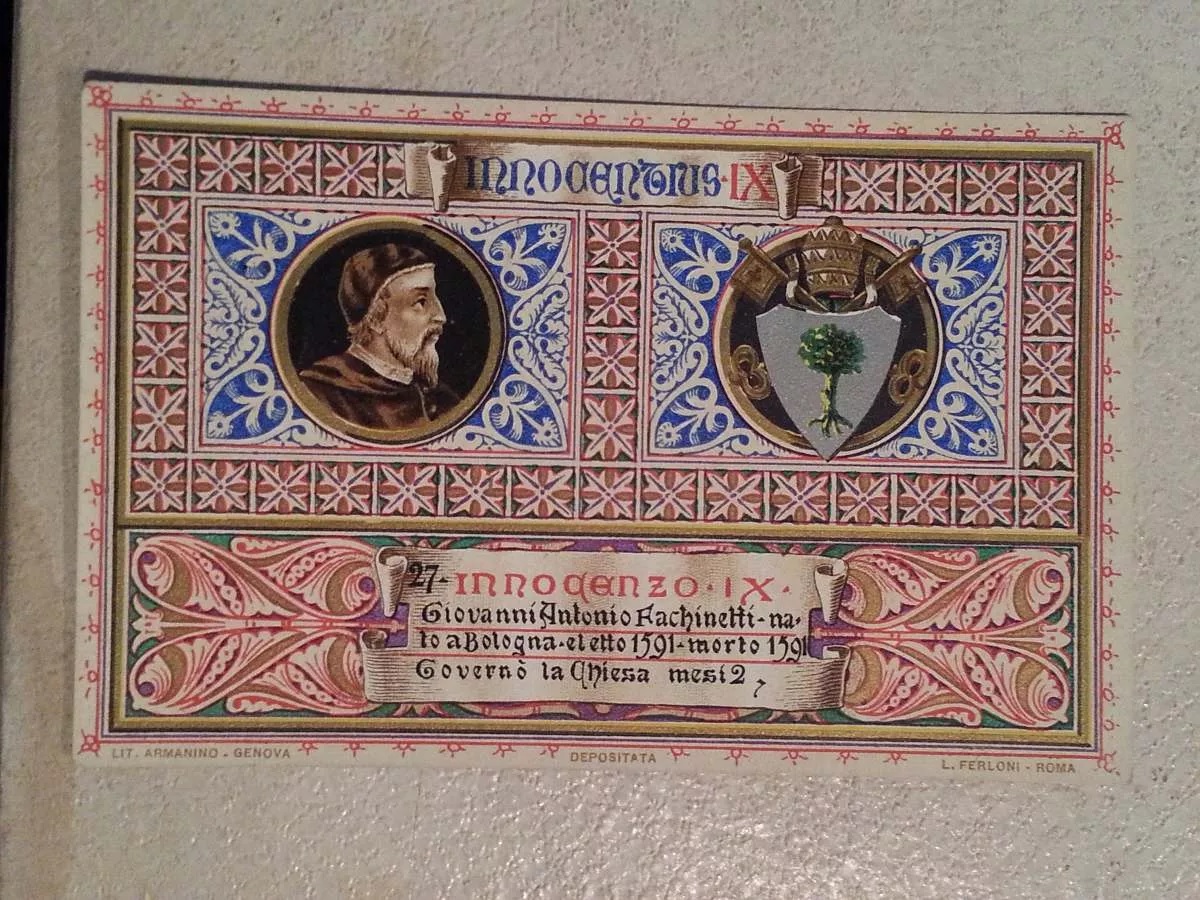 INNOCENTIUS·IX
27- INNOCENZO·IX·
Giovanni Antonio Fachinetti-na-
to a Bologna-eletto 1591-morto 1591
Governò la Chiesa mesi 2,
LIT. ARMANINO - GENOVA
DEPOSITATA
L. FERLONI - ROMA